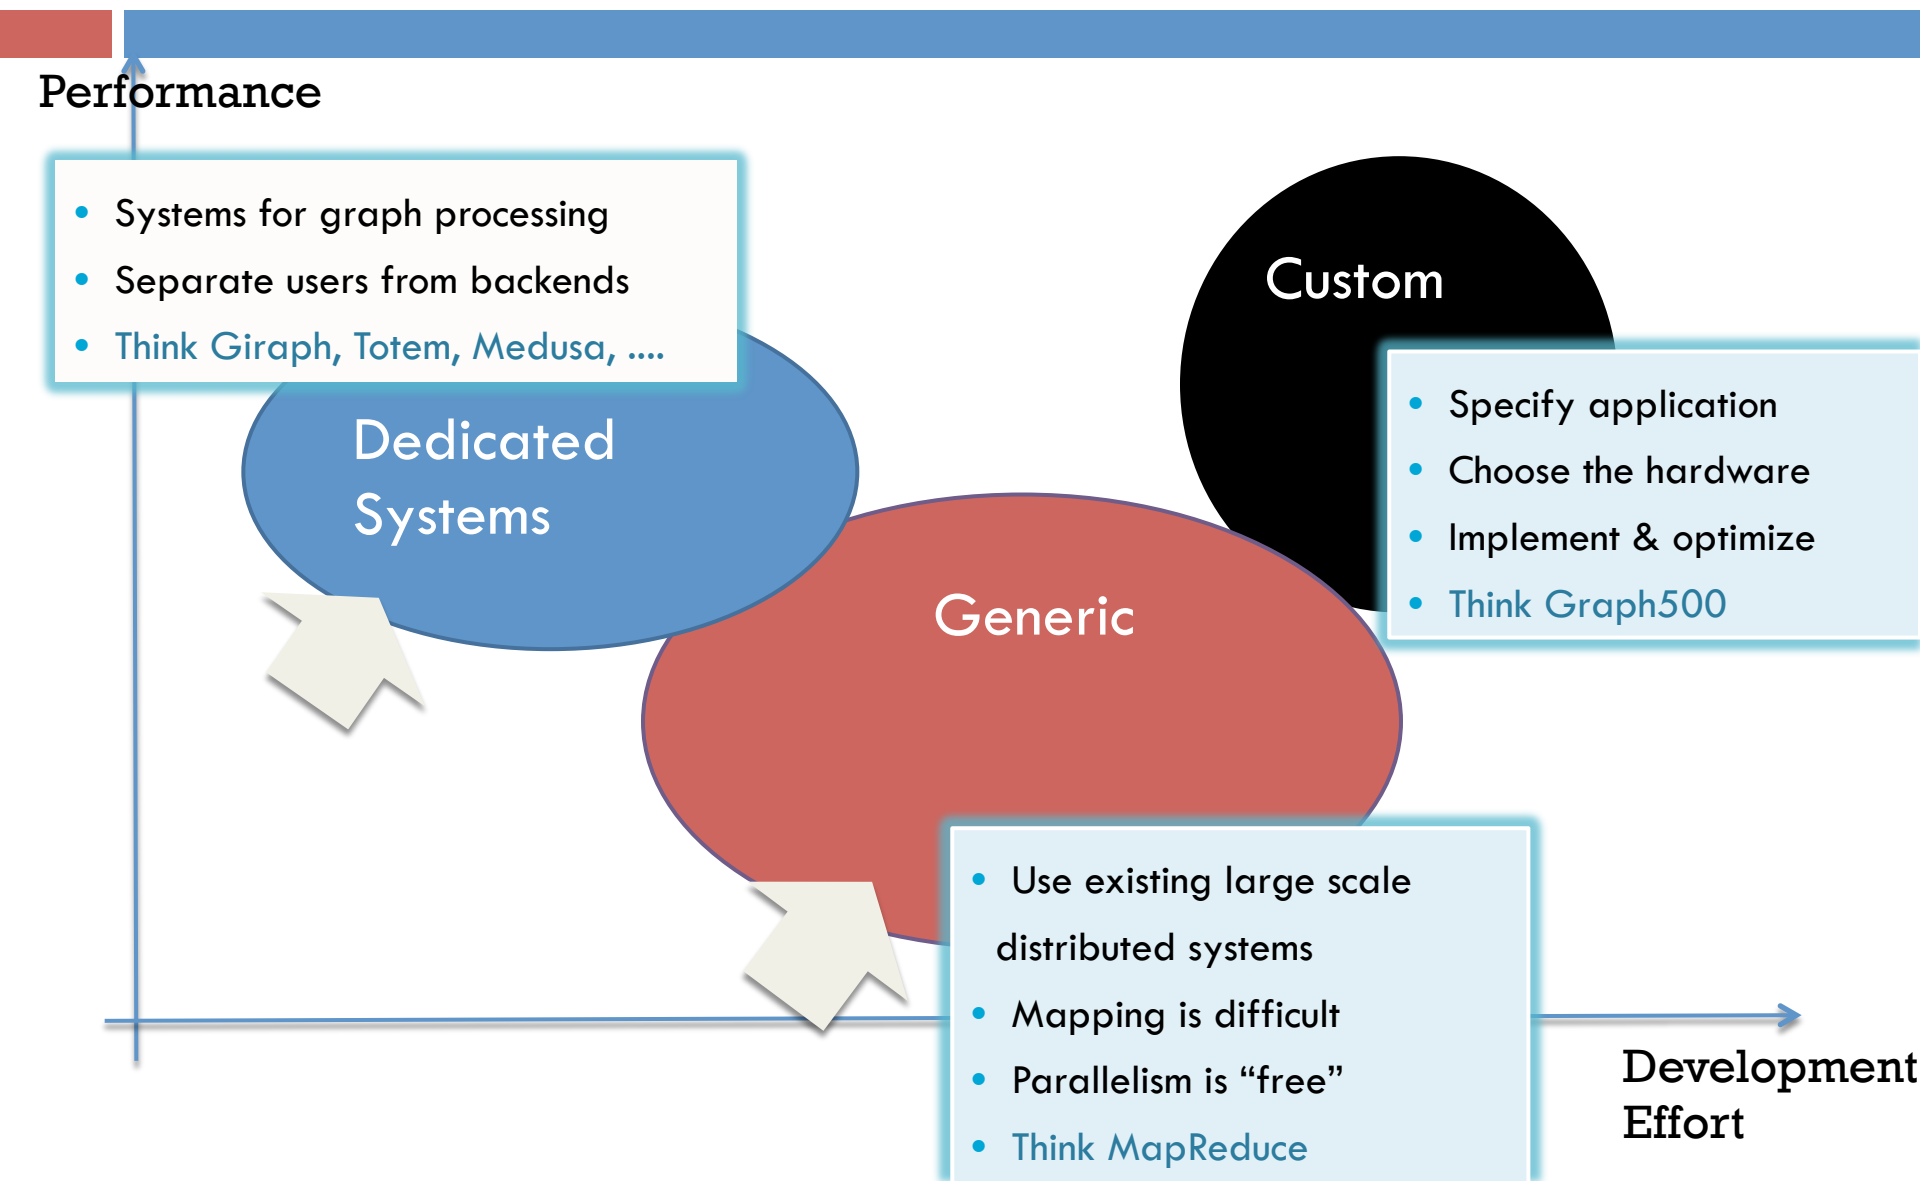 Performance
• Systems for graph processing
• Separate users from backends
• Think Giraph, Totem, Medusa, ....
Dedicated
Systems
Custom
• Specify application
• Choose the hardware
• Implement & optimize
• Think Graph500
Generic
• Use existing large scale
distributed systems
• Mapping is difficult
• Parallelism is “free”
• Think MapReduce
Development
Effort